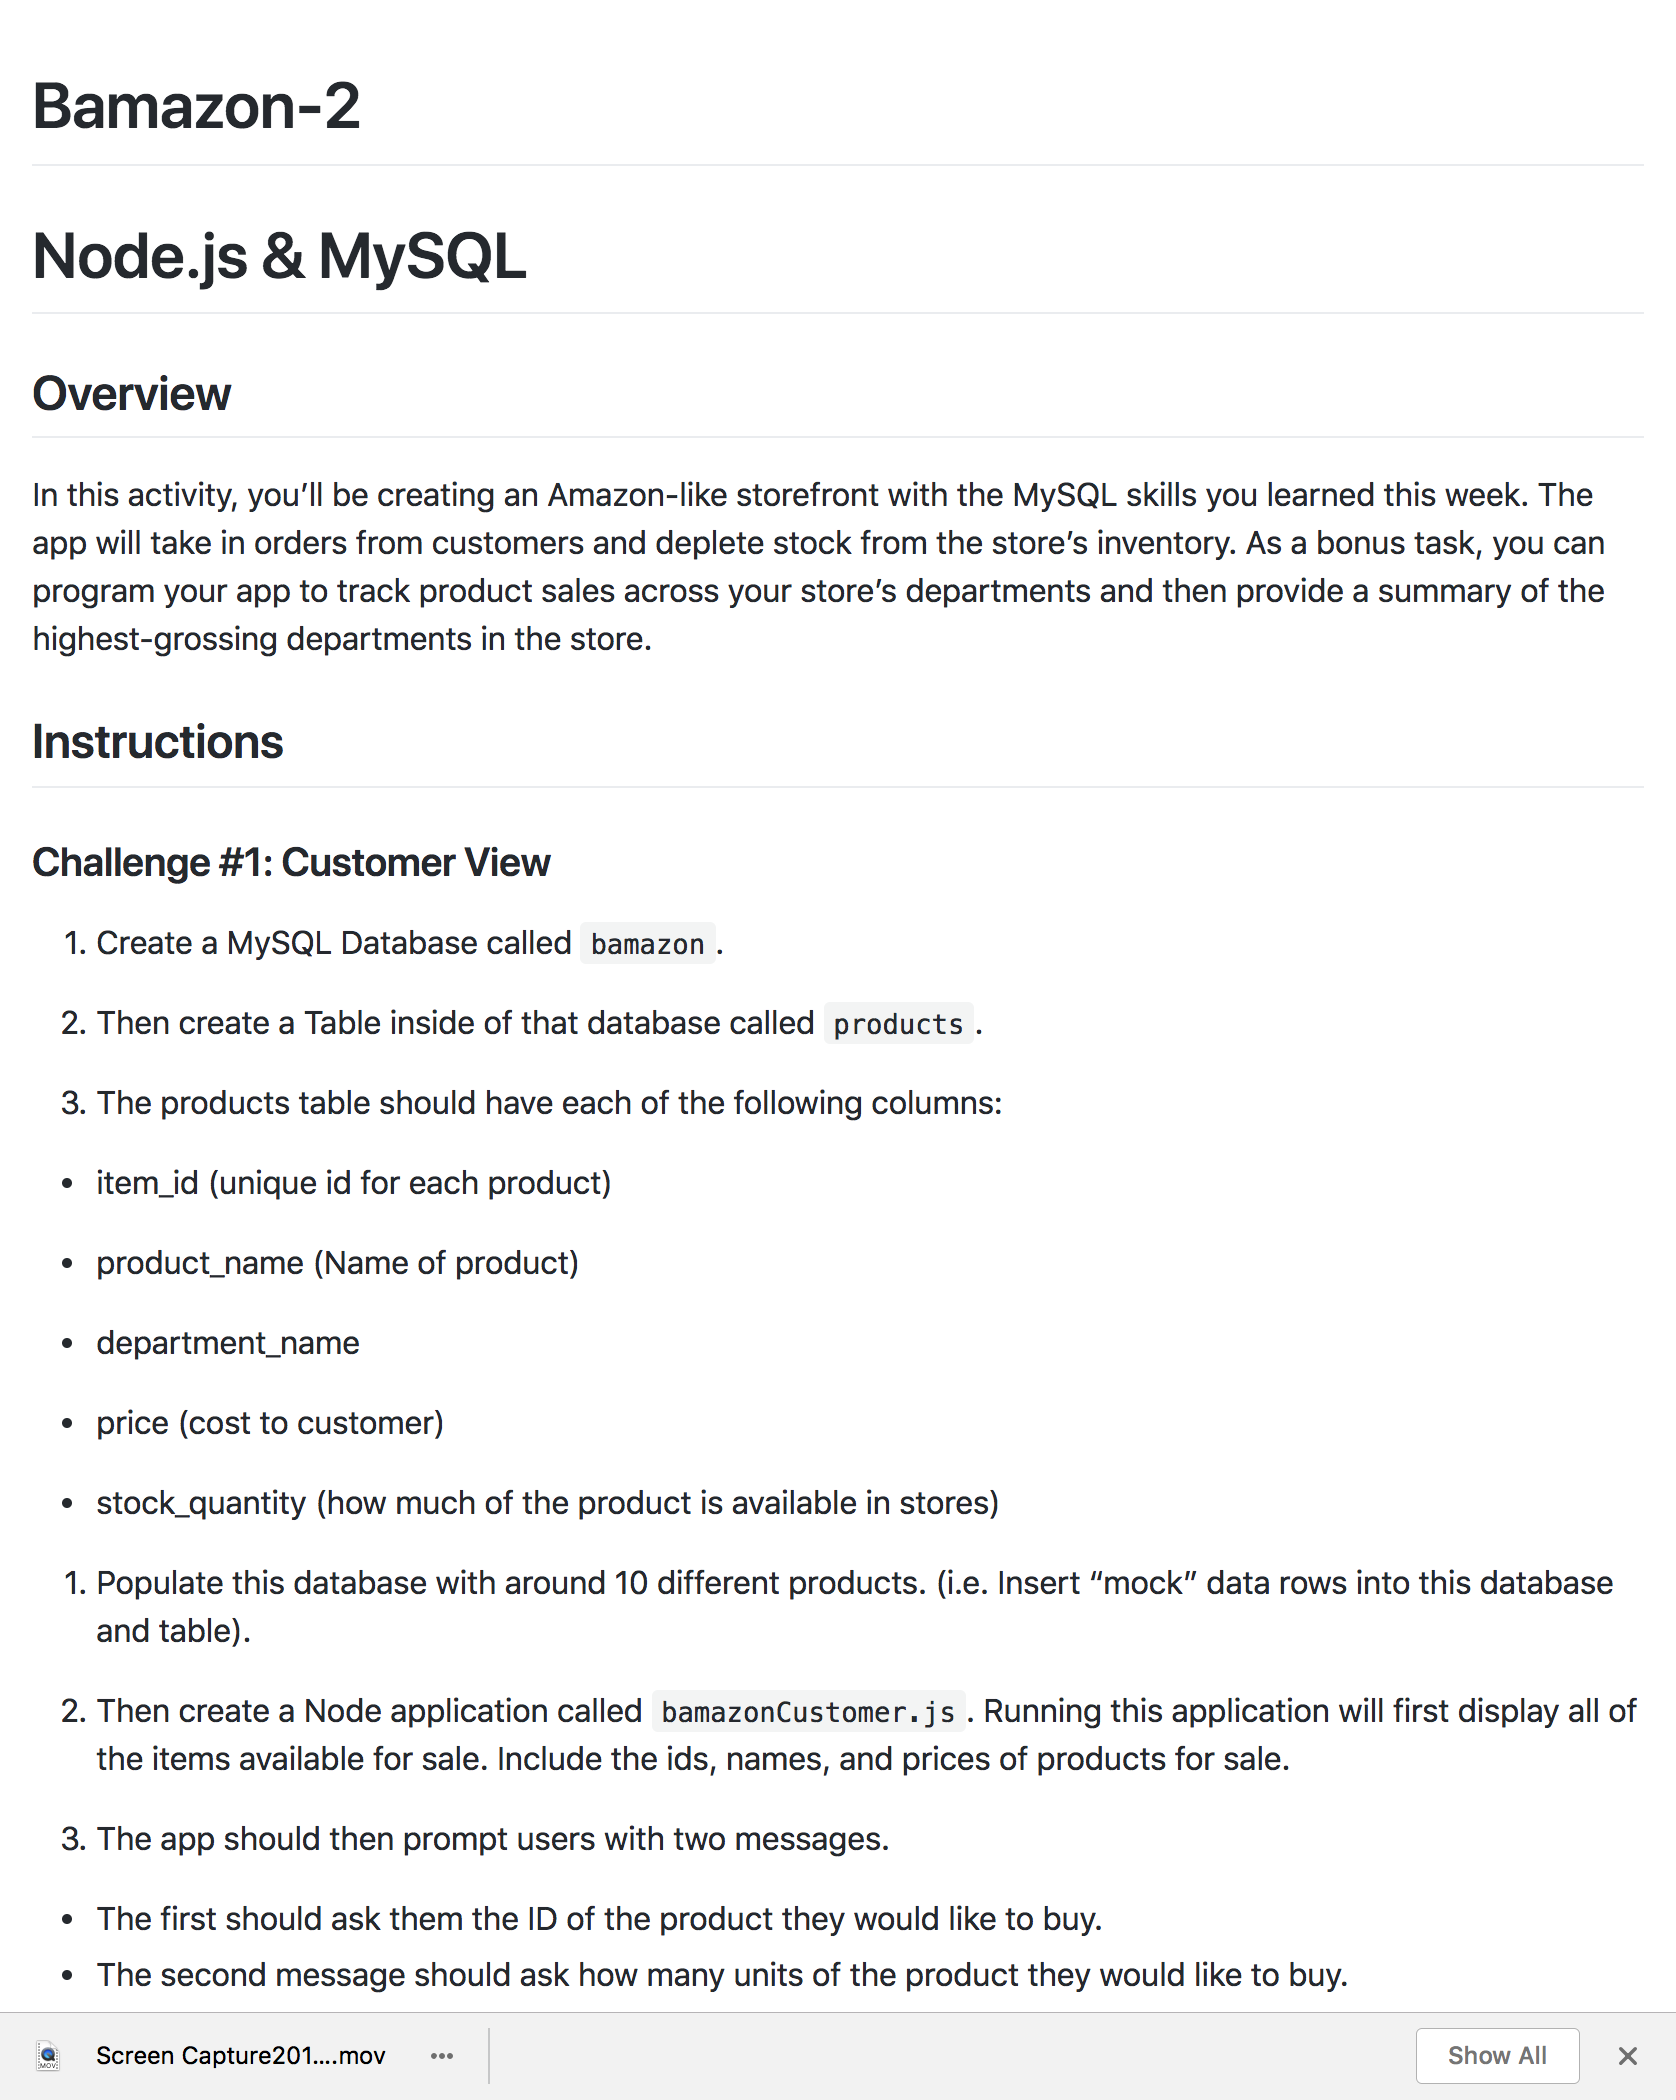 Bamazon-2
Node.js & MySQL
Overview
In this activity, you’ll be creating an Amazon-like storefront with the MySQL skills you learned this week. The
app will take in orders from customers and deplete stock from the store’s inventory. As a bonus task, you can
program your app to track product sales across your store’s departments and then provide a summary of the
highest-grossing departments in the store.
Instructions
Challenge #1: Customer View
1. Create a MySQL Database called bamazon.
2. Then create a Table inside of that database called products.
3. The products table should have each of the following columns:
• item_id (unique id for each product)
• product_name (Name of product)
• department_name
• price (cost to customer)
• stock_quantity (how much of the product is available in stores)
1. Populate this database with around 10 different products. (i.e. Insert “mock” data rows into this database
and table).
2. Then create a Node application called bamazonCustomer.js. Running this application will first display all of
the items available for sale. Include the ids, names, and prices of products for sale.
3. The app should then prompt users with two messages.
• The first should ask them the ID of the product they would like to buy.
• The second message should ask how many units of the product they would like to buy.
MOV
Screen Capture201....mov
Show All